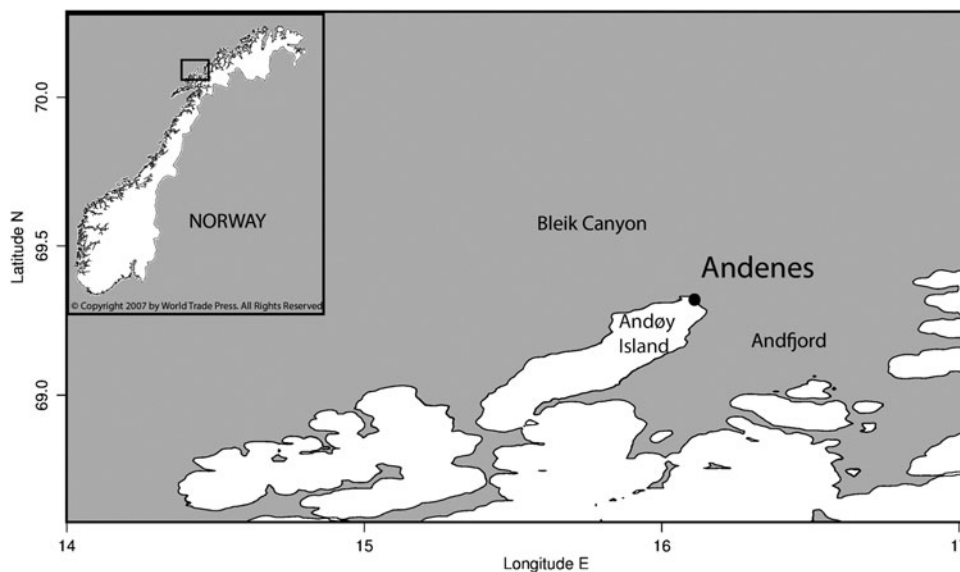 NORWAY
© Copyright 2007 by World Trade Press. All Rights Reserved
Bleik Canyon
Andenes
Andøy
Island
Andfjord
70.0
69.5
69.0
Latitude N
14
15
16
17
Longitude E